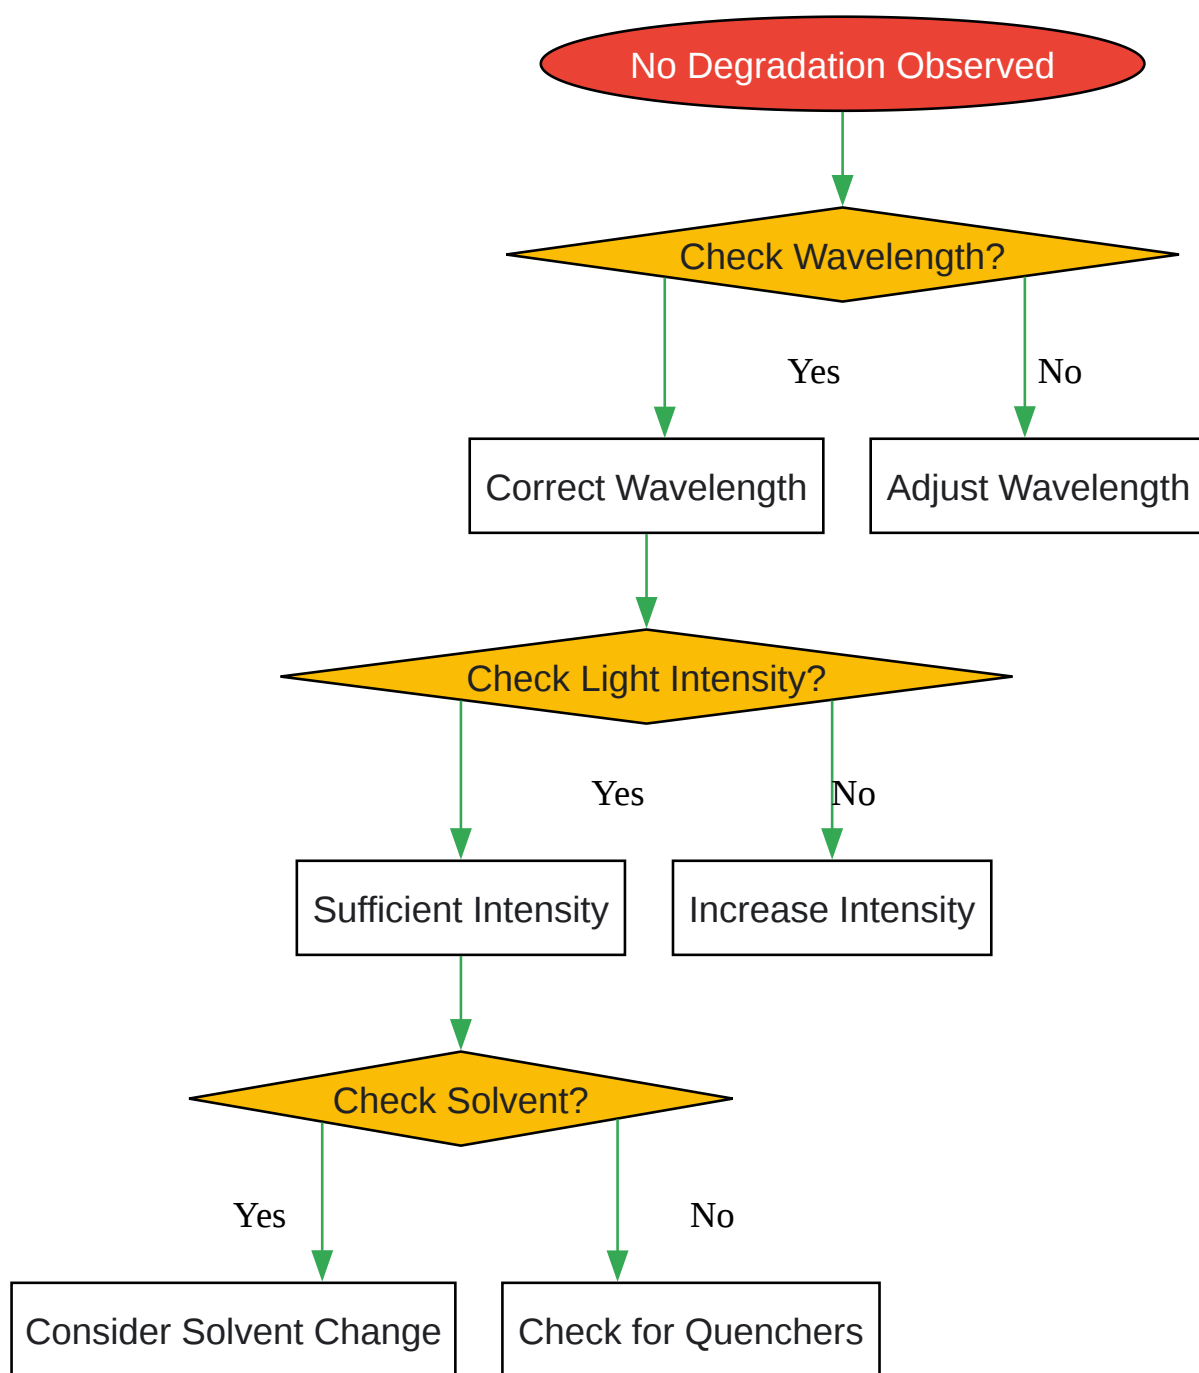 No Degradation Observed
Check Wavelength?
Yes
No
Correct Wavelength
Adjust Wavelength
Check Light Intensity?
Yes
No
Sufficient Intensity
Increase Intensity
Check Solvent?
Yes
No
Consider Solvent Change
Check for Quenchers